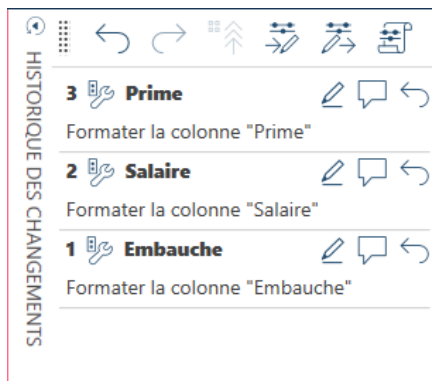 HISTORIQUE DES CHANGEMENTS
3 Prime
Formater la colonne "Prime"
2 Salaire
Formater la colonne "Salaire"
1 Embauche
Formater la colonne "Embauche"